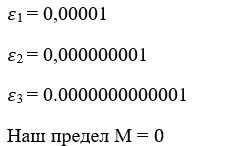 ε1 = 0,00001
ε2 = 0,000000001
ε3 = 0.0000000000001
Наш предел M = 0